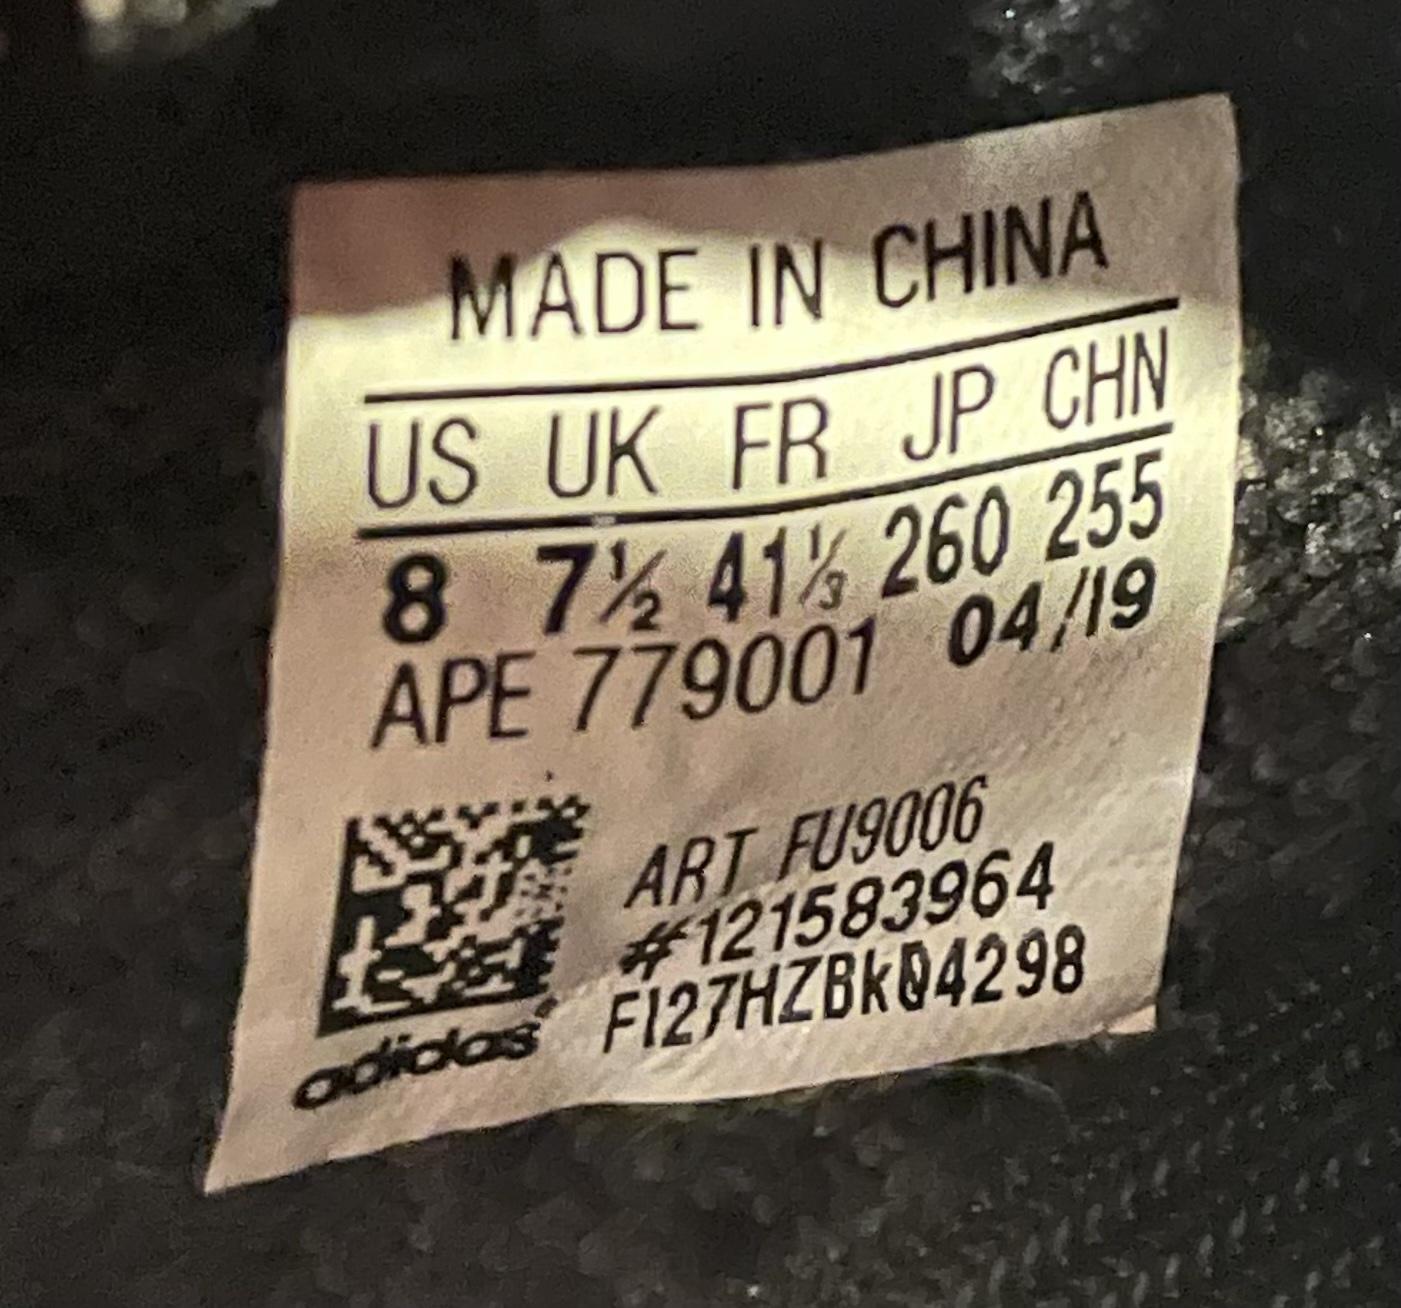 MADE IN CHINA
US UK FR JP CHN
8 7½ 41⅓ 260 255
APE 779001 04/19
ART FU9006
#121583964
FI27HZBK04298
adidas